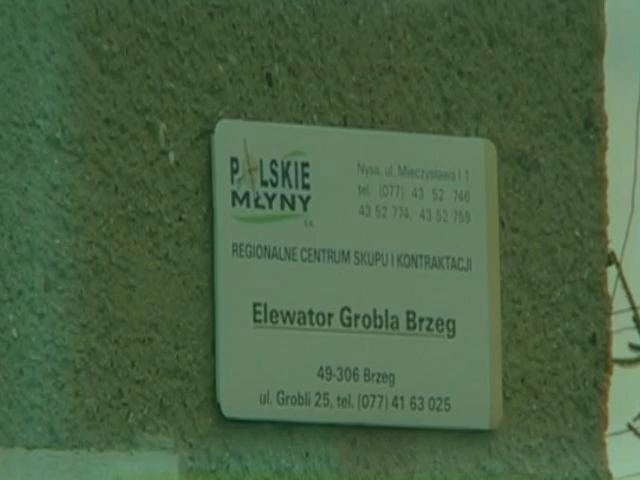 POLSKIE
MŁYNY
S.A.
Nysa, ul. Mieczysława I 1
tel. (077) 43 52 746
43 52 774, 43 52 759
REGIONALNE CENTRUM SKUPU I KONTRAKTACJI
Elewator Grobla Brzeg
49-306 Brzeg
ul. Grobli 25, tel. (077) 41 63 025